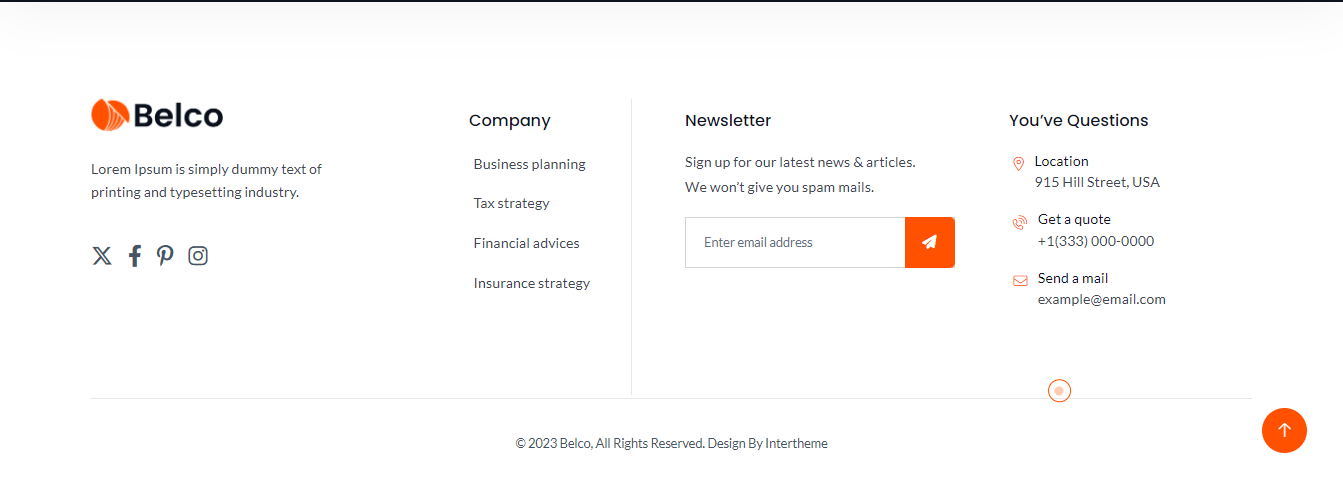 Belco
Lorem Ipsum is simply dummy text of
printing and typesetting industry.
Company
Business planning
Tax strategy
Financial advices
Insurance strategy
Newsletter
Sign up for our latest news & articles.
We won’t give you spam mails.
Enter email address
You’ve Questions
Location
915 Hill Street, USA
Get a quote
+1(333) 000-0000
Send a mail
example@email.com
© 2023 Belco, All Rights Reserved. Design By Intertheme